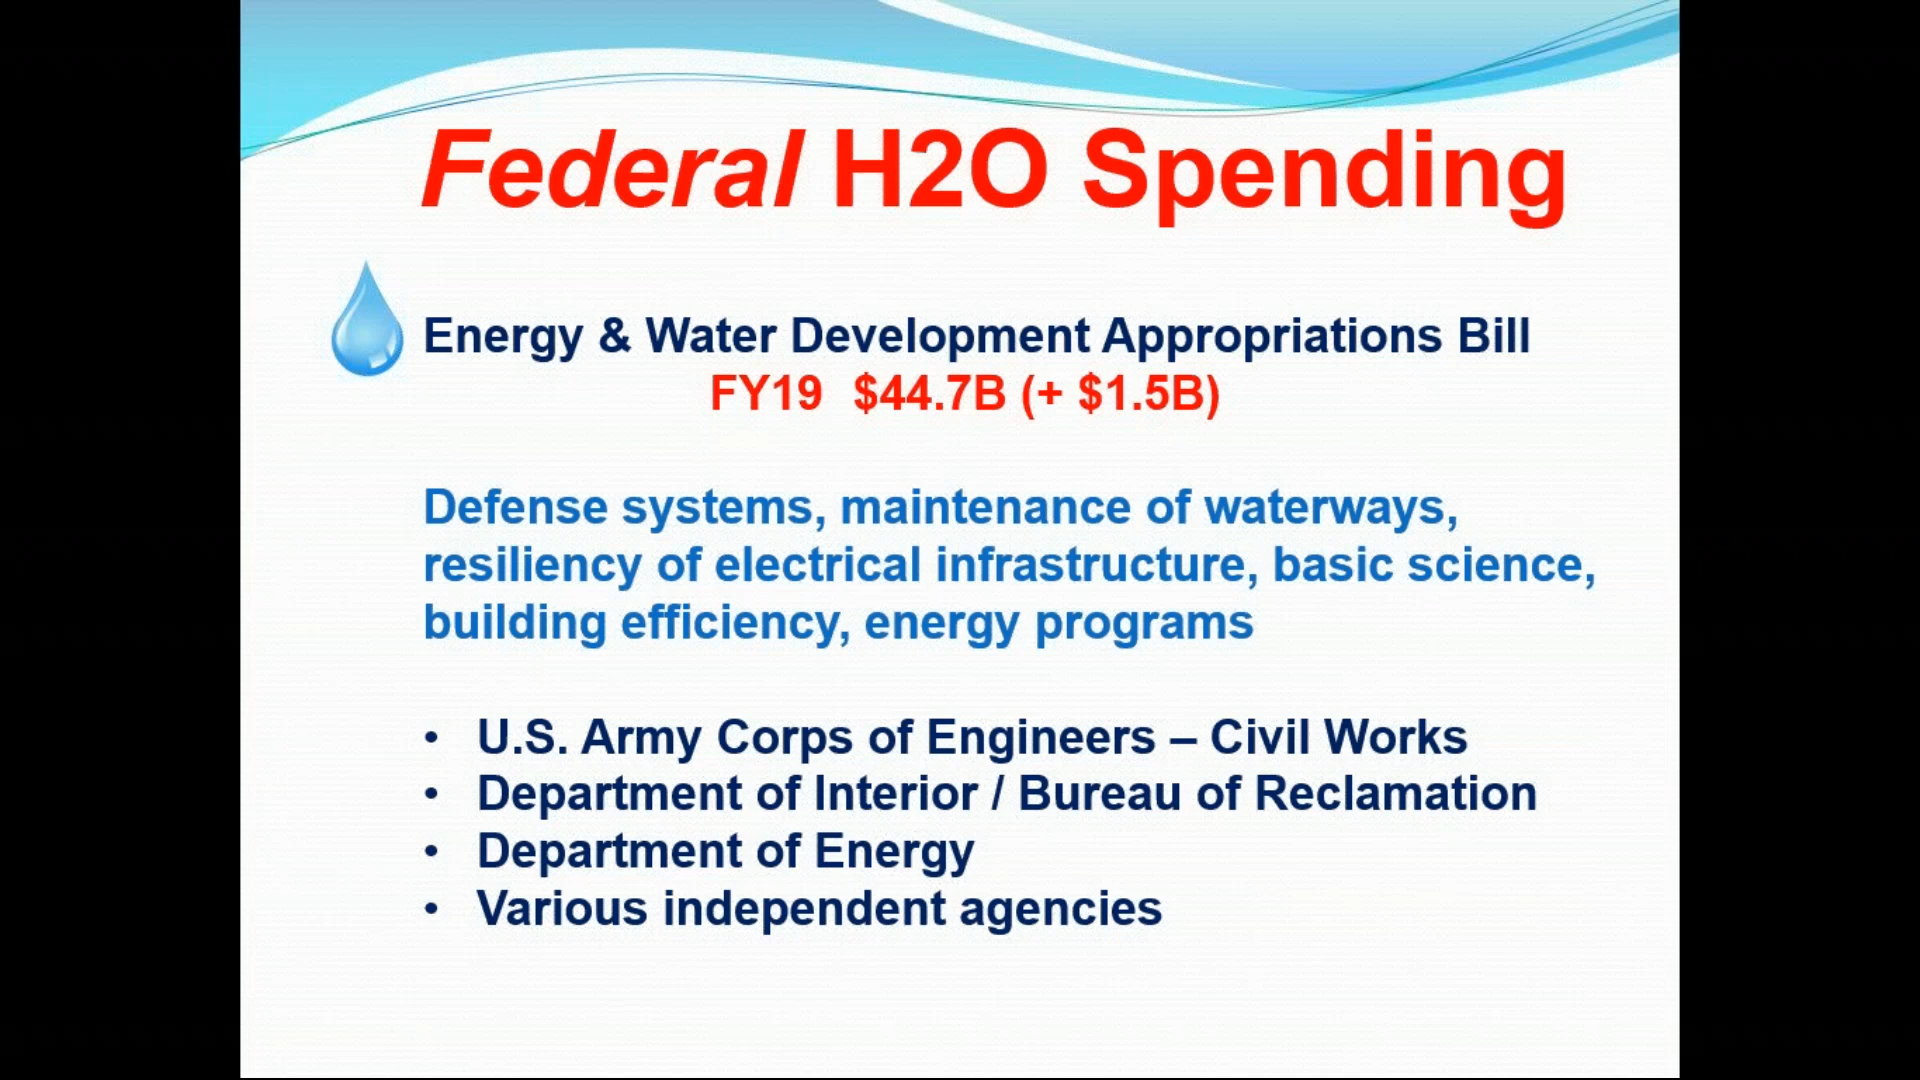 Federal H2O Spending
Energy & Water Development Appropriations Bill
FY19 $44.7B (+ $1.5B)
Defense systems, maintenance of waterways,
resiliency of electrical infrastructure, basic science,
building efficiency, energy programs
• U.S. Army Corps of Engineers – Civil Works
• Department of Interior / Bureau of Reclamation
• Department of Energy
• Various independent agencies